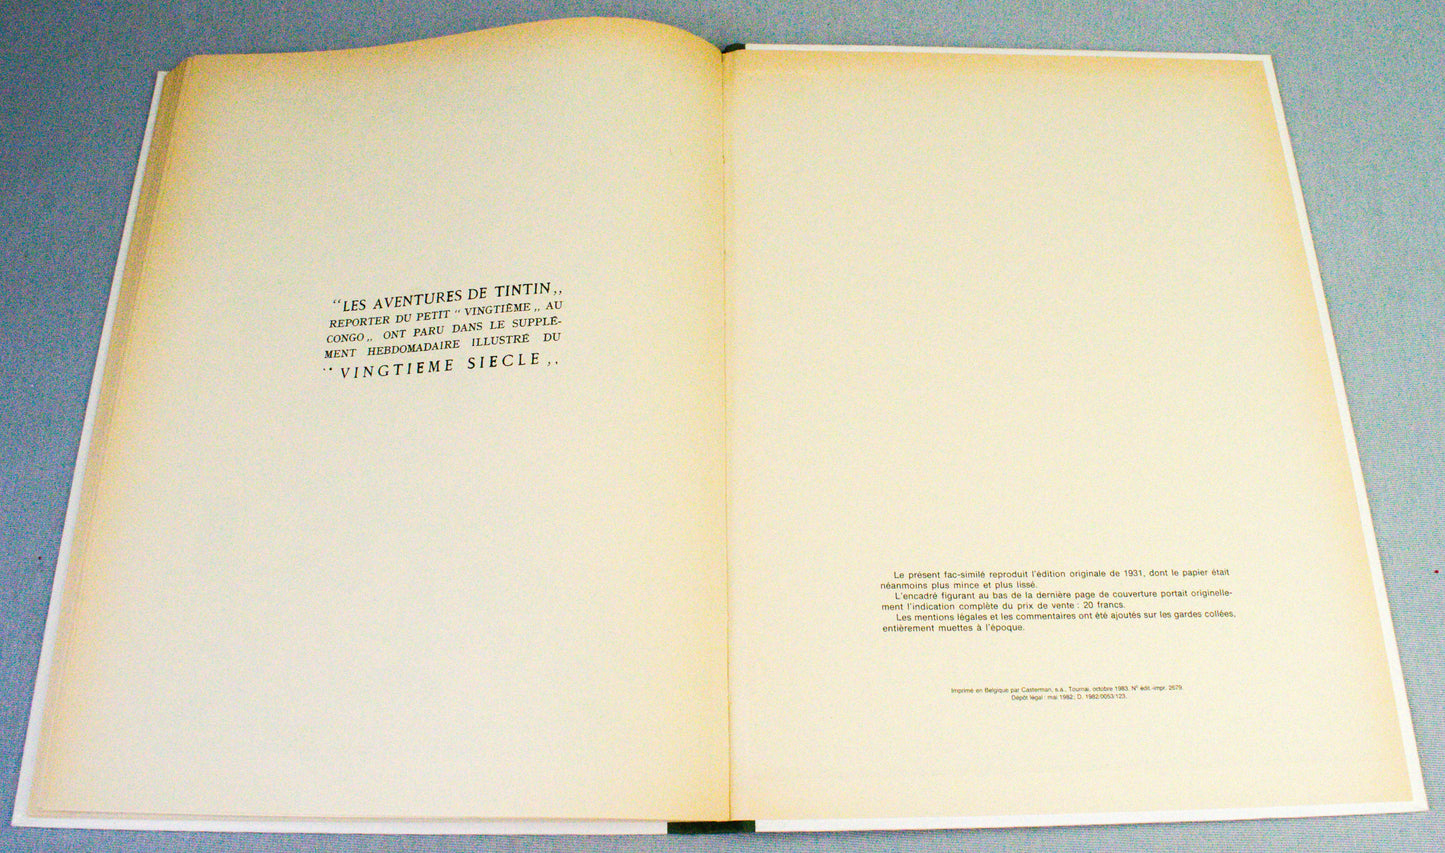 “LES AVENTURES DE TINTIN„
REPORTER DU PETIT “ VINGTIÈME „ AU
CONGO„ ONT PARU DANS LE SUPPLÉ-
MENT HEBDOMADAIRE ILLUSTRÉ DU
“ VINGTIEME SIECLE „.
Le présent fac-similé reproduit l'édition originale de 1931, dont le papier était
néanmoins plus mince et plus lissé.
L'encadré figurant au bas de la dernière page de couverture portait originelle-
ment l'indication complète du prix de vente : 20 francs.
Les mentions légales et les commentaires ont été ajoutés sur les gardes collées,
entièrement muettes à l'époque.
Imprimé en Belgique par Casterman, s.a., Tournai, octobre 1983. N° édit.-impr. 2679.
Dépôt légal : mai 1982; D. 1982/0053/123.